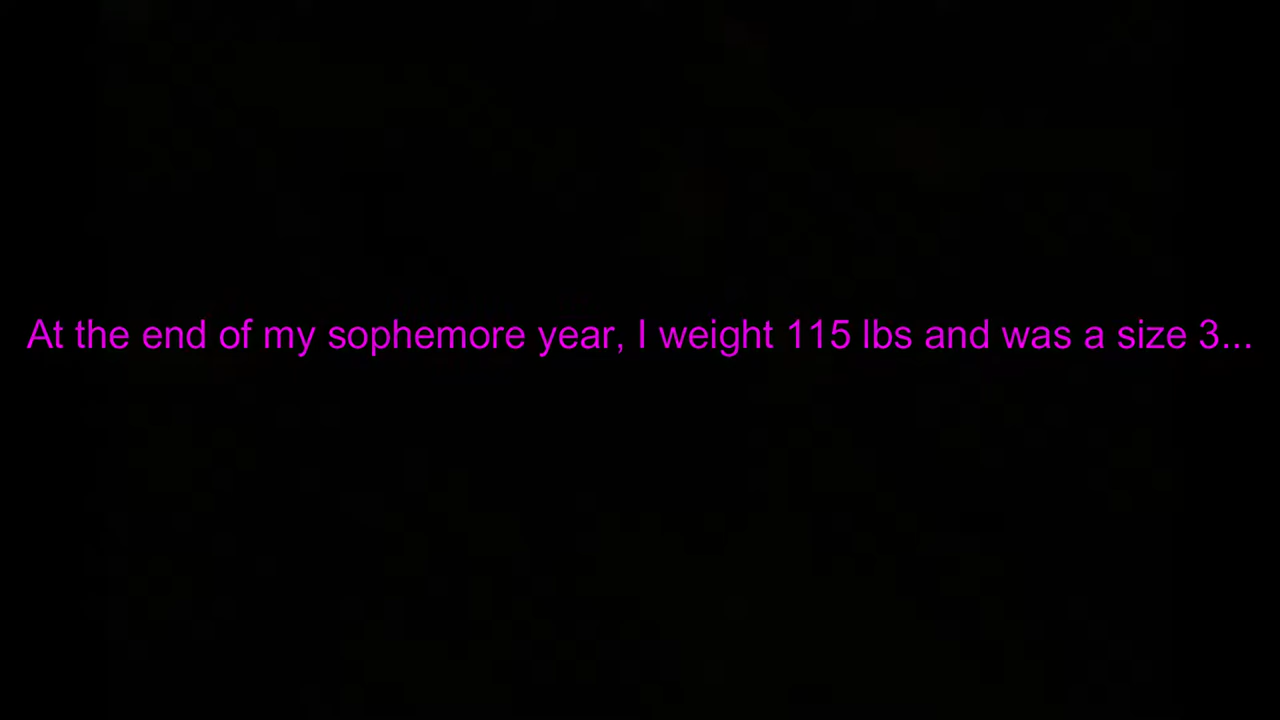 At the end of my sophemore year, I weight 115 lbs and was a size 3...